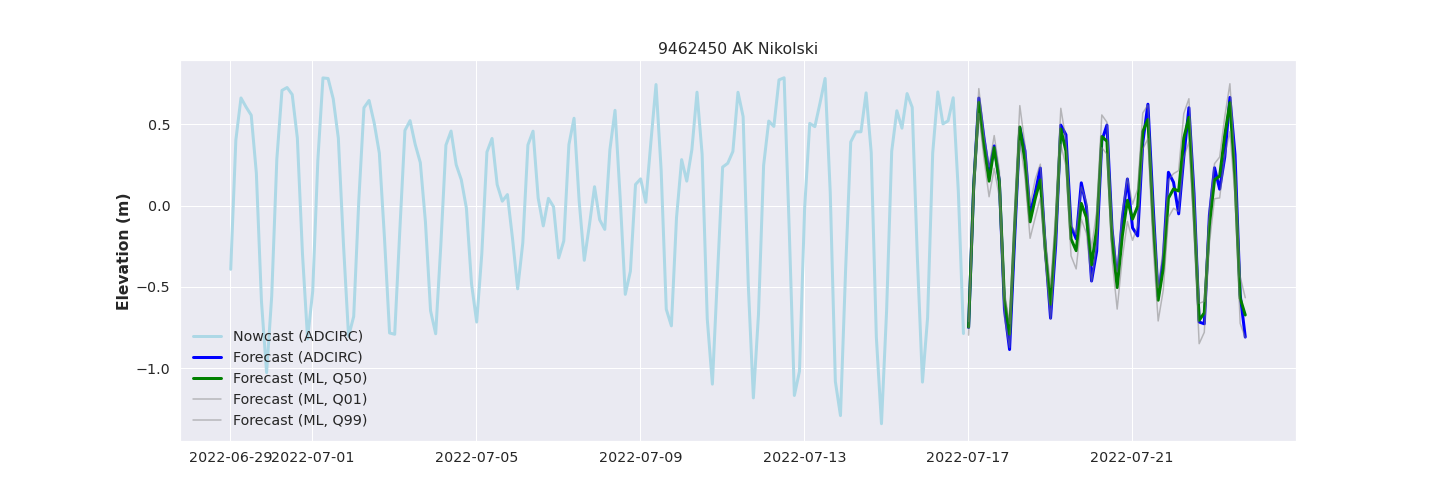 9462450 AK Nikolski
Elevation (m)
0.5
0.0
−0.5
−1.0
Nowcast (ADCIRC)
Forecast (ADCIRC)
Forecast (ML, Q50)
Forecast (ML, Q01)
Forecast (ML, Q99)
2022-06-29 2022-07-01 2022-07-05 2022-07-09 2022-07-13 2022-07-17 2022-07-21